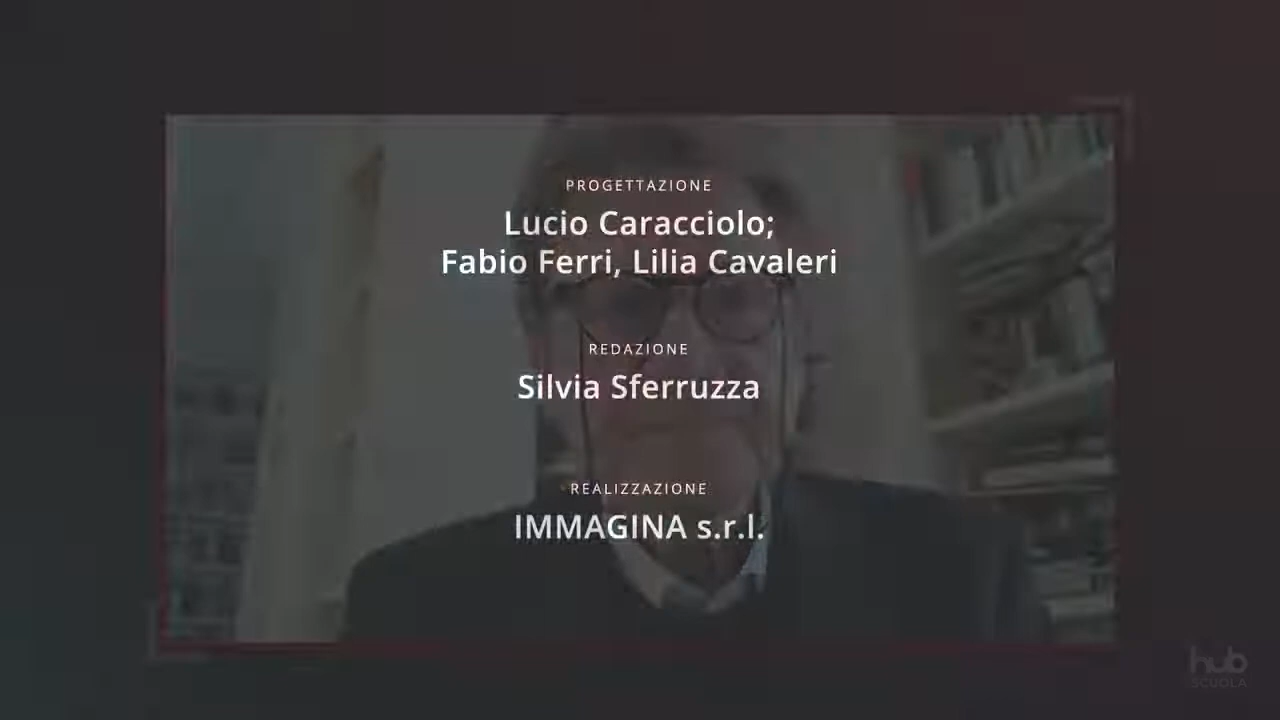 PROGETTAZIONE
Lucio Caracciolo;
Fabio Ferri, Lilia Cavaleri
REDAZIONE
Silvia Sferruzza
REALIZZAZIONE
IMMAGINA s.r.l.
hub
SCUOLA